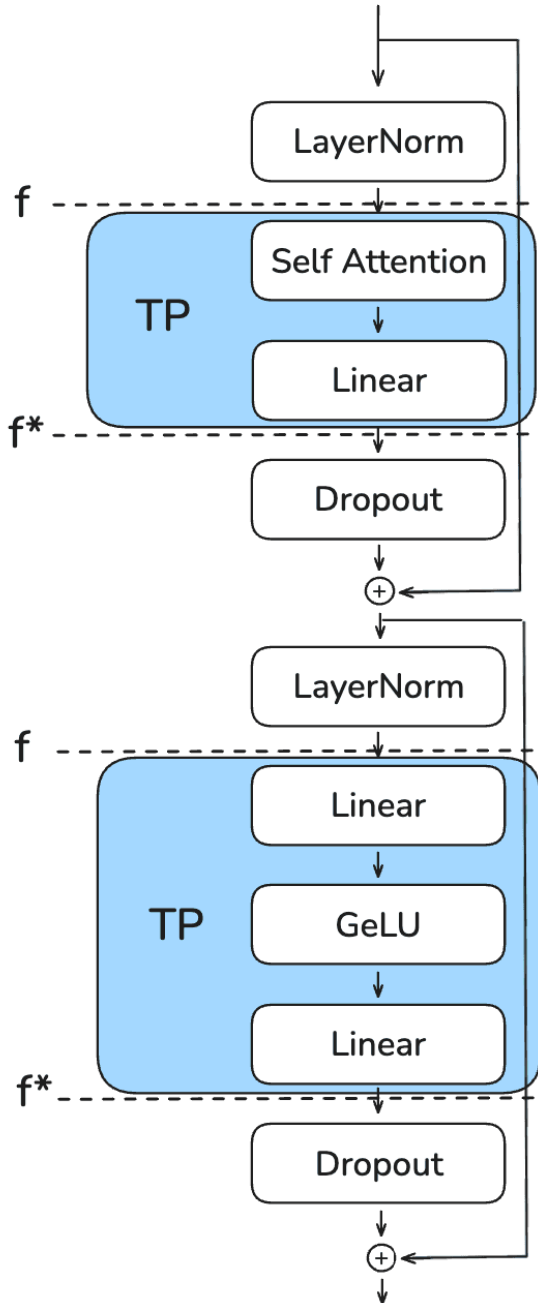 LayerNorm
f
Self Attention
TP
Linear
f*
Dropout
+
LayerNorm
f
Linear
TP
GeLU
Linear
f*
Dropout
+